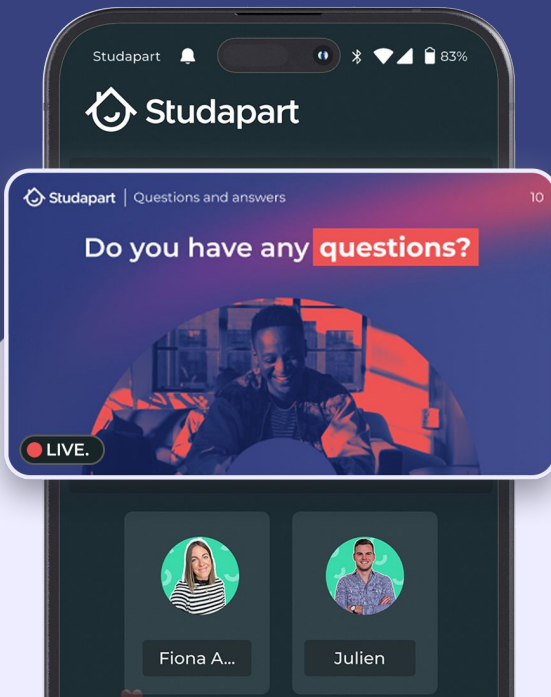 Studapart
83%
Studapart
Studapart | Questions and answers
10
Do you have any questions?
LIVE.
Fiona A...
Julien